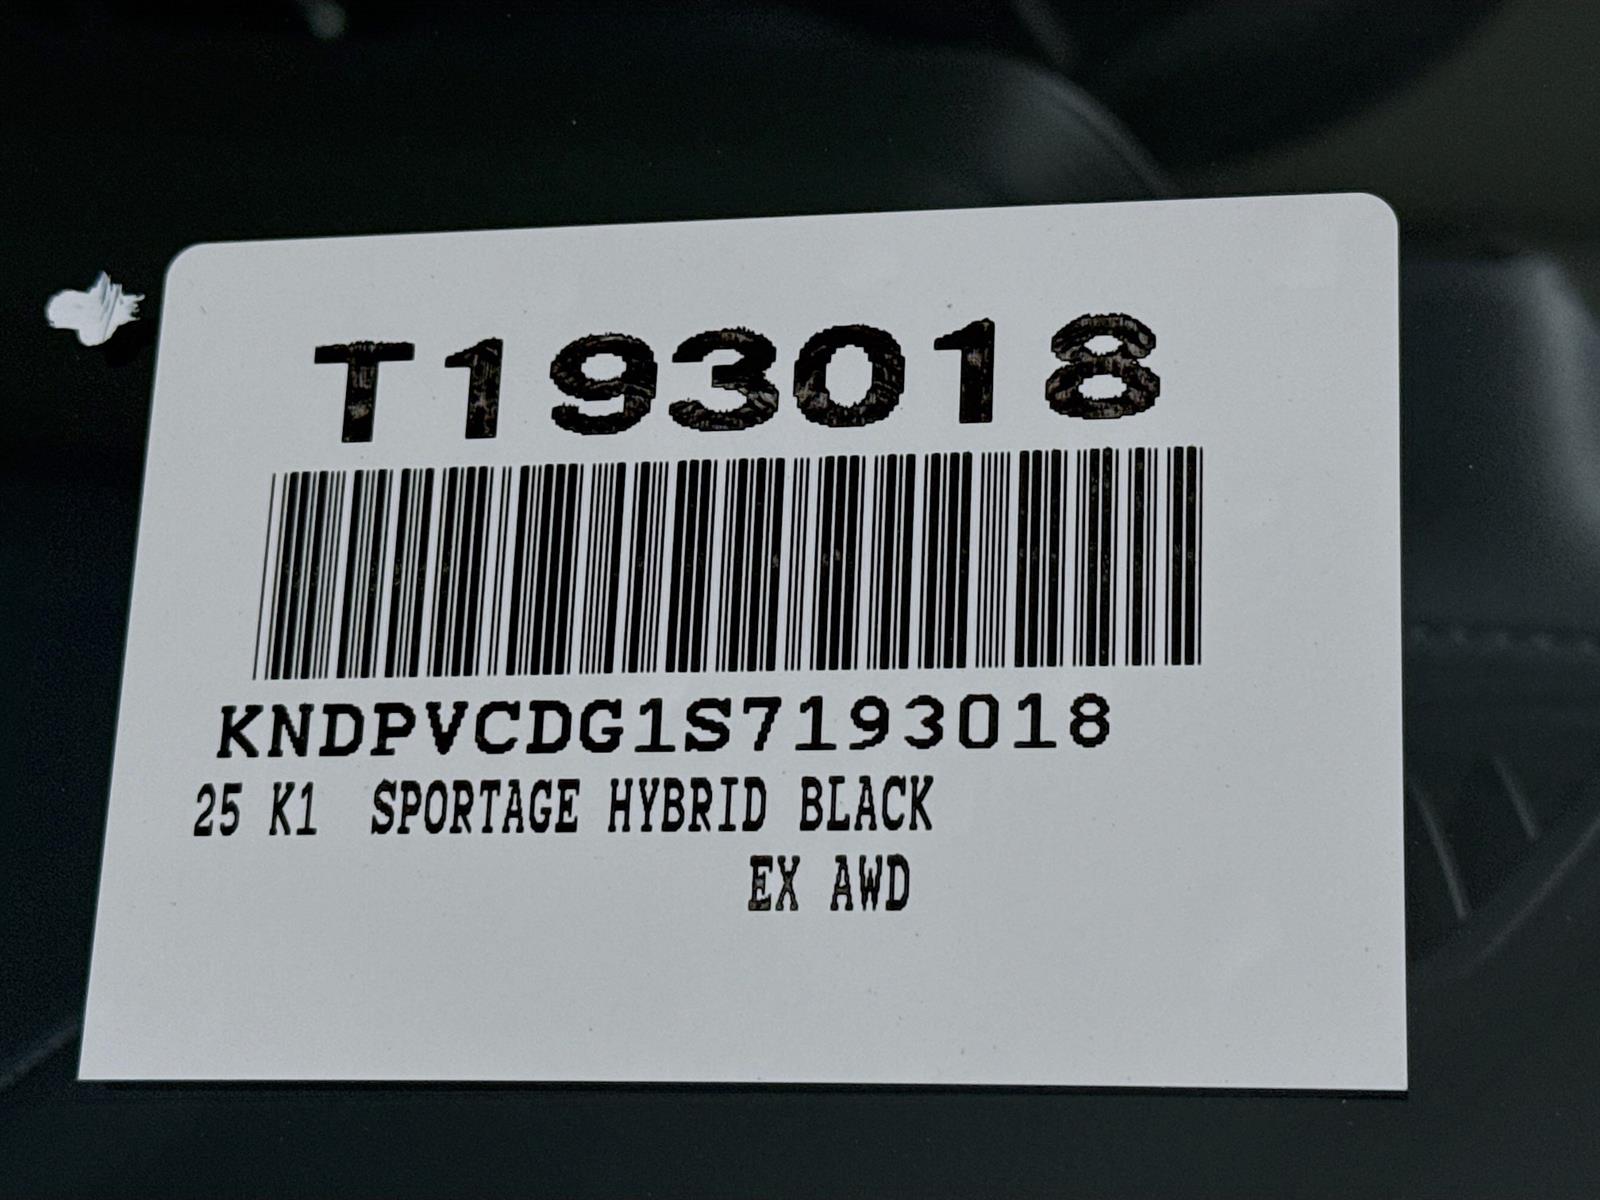 T193018
KNDPVCDG1S7193018
25 K1 SPORTAGE HYBRID BLACK
EX AWD